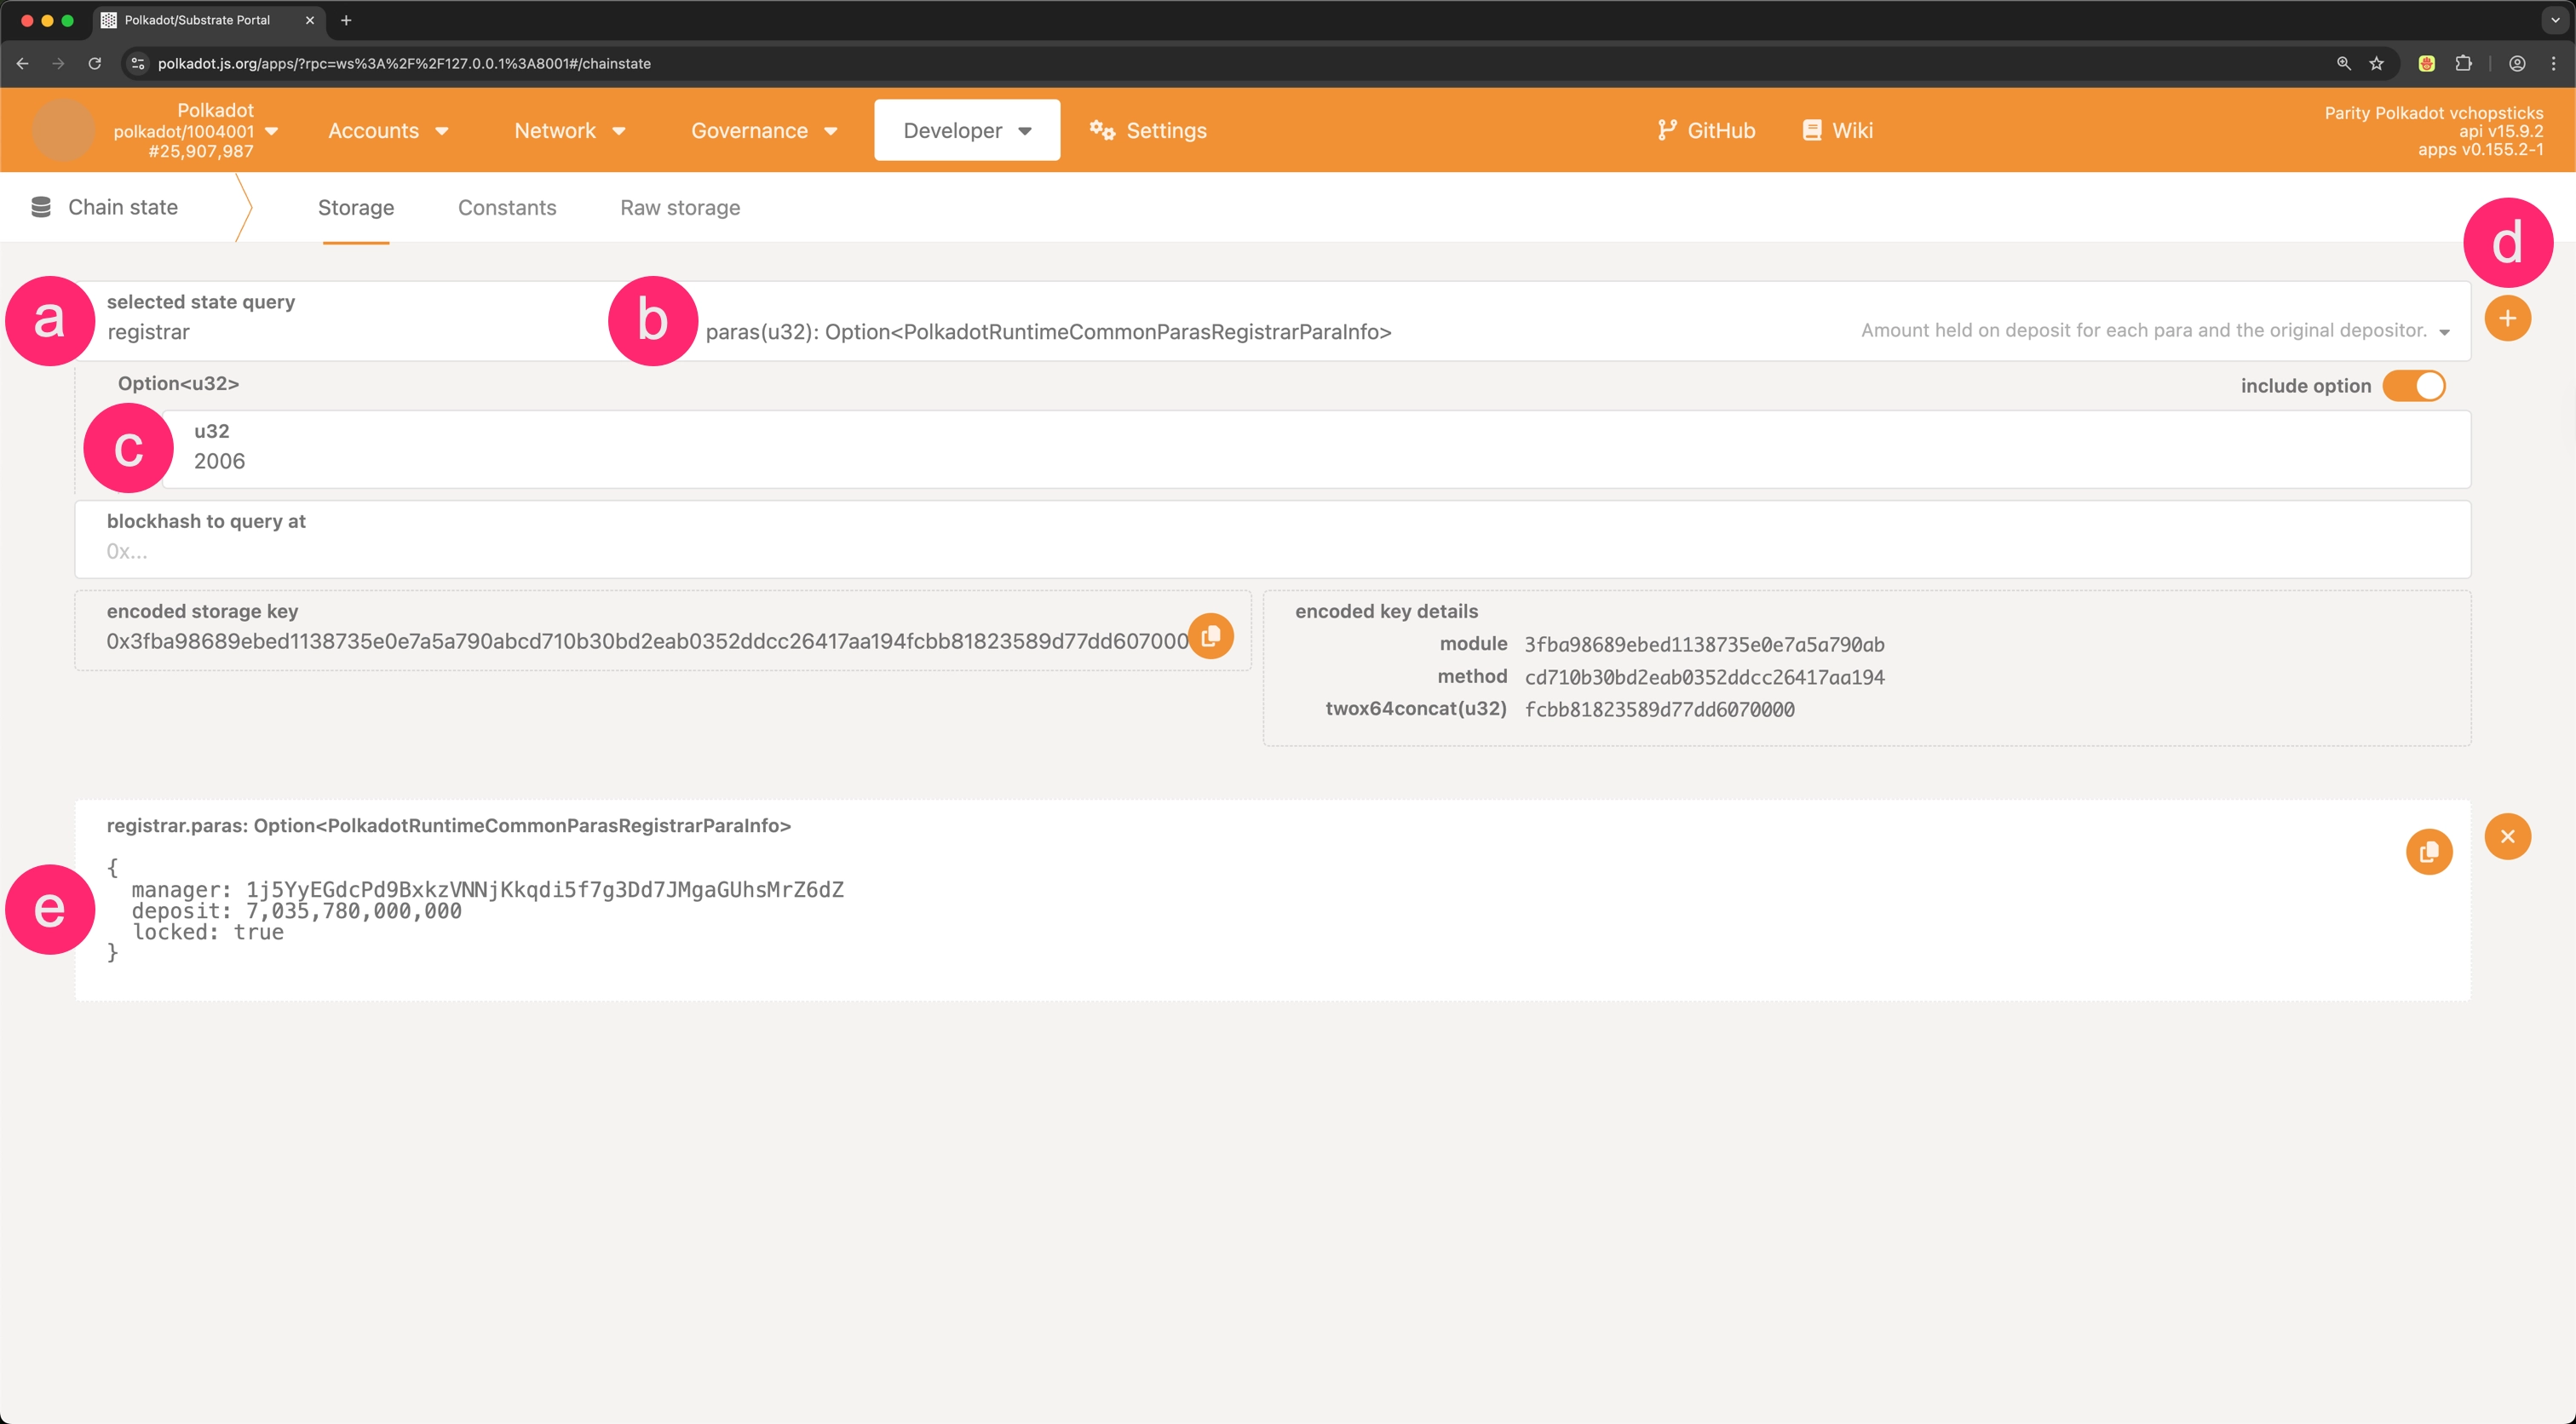 Polkadot/Substrate Portal
polkadot.js.org/apps/?rpc=ws%3A%2F%2F127.0.0.1%3A8001#/chainstate
Polkadot
polkadot/1004001
#25,907,987
Accounts
Network
Governance
Developer
Settings
GitHub
Wiki
Parity Polkadot vchopsticks
api v15.9.2
apps v0.155.2-1
Chain state
Storage
Constants
Raw storage
d
a
selected state query
registrar
b
paras(u32): Option<PolkadotRuntimeCommonParasRegistrarParaInfo>
Amount held on deposit for each para and the original depositor.
Option<u32>
include option
c
u32
2006
blockhash to query at
0x...
encoded storage key
0x3fba98689ebed1138735e0e7a5a790abcd710b30bd2eab0352ddcc26417aa194fcbb81823589d77dd607000
encoded key details
module 3fba98689ebed1138735e0e7a5a790ab
method cd710b30bd2eab0352ddcc26417aa194
twox64concat(u32) fcbb81823589d77dd6070000
registrar.paras: Option<PolkadotRuntimeCommonParasRegistrarParaInfo>
e
{
manager: 1j5YyEGdcPd9BxkzVNNjKkqdi5f7g3Dd7JMgaGUhsMrZ6dZ
deposit: 7,035,780,000,000
locked: true
}